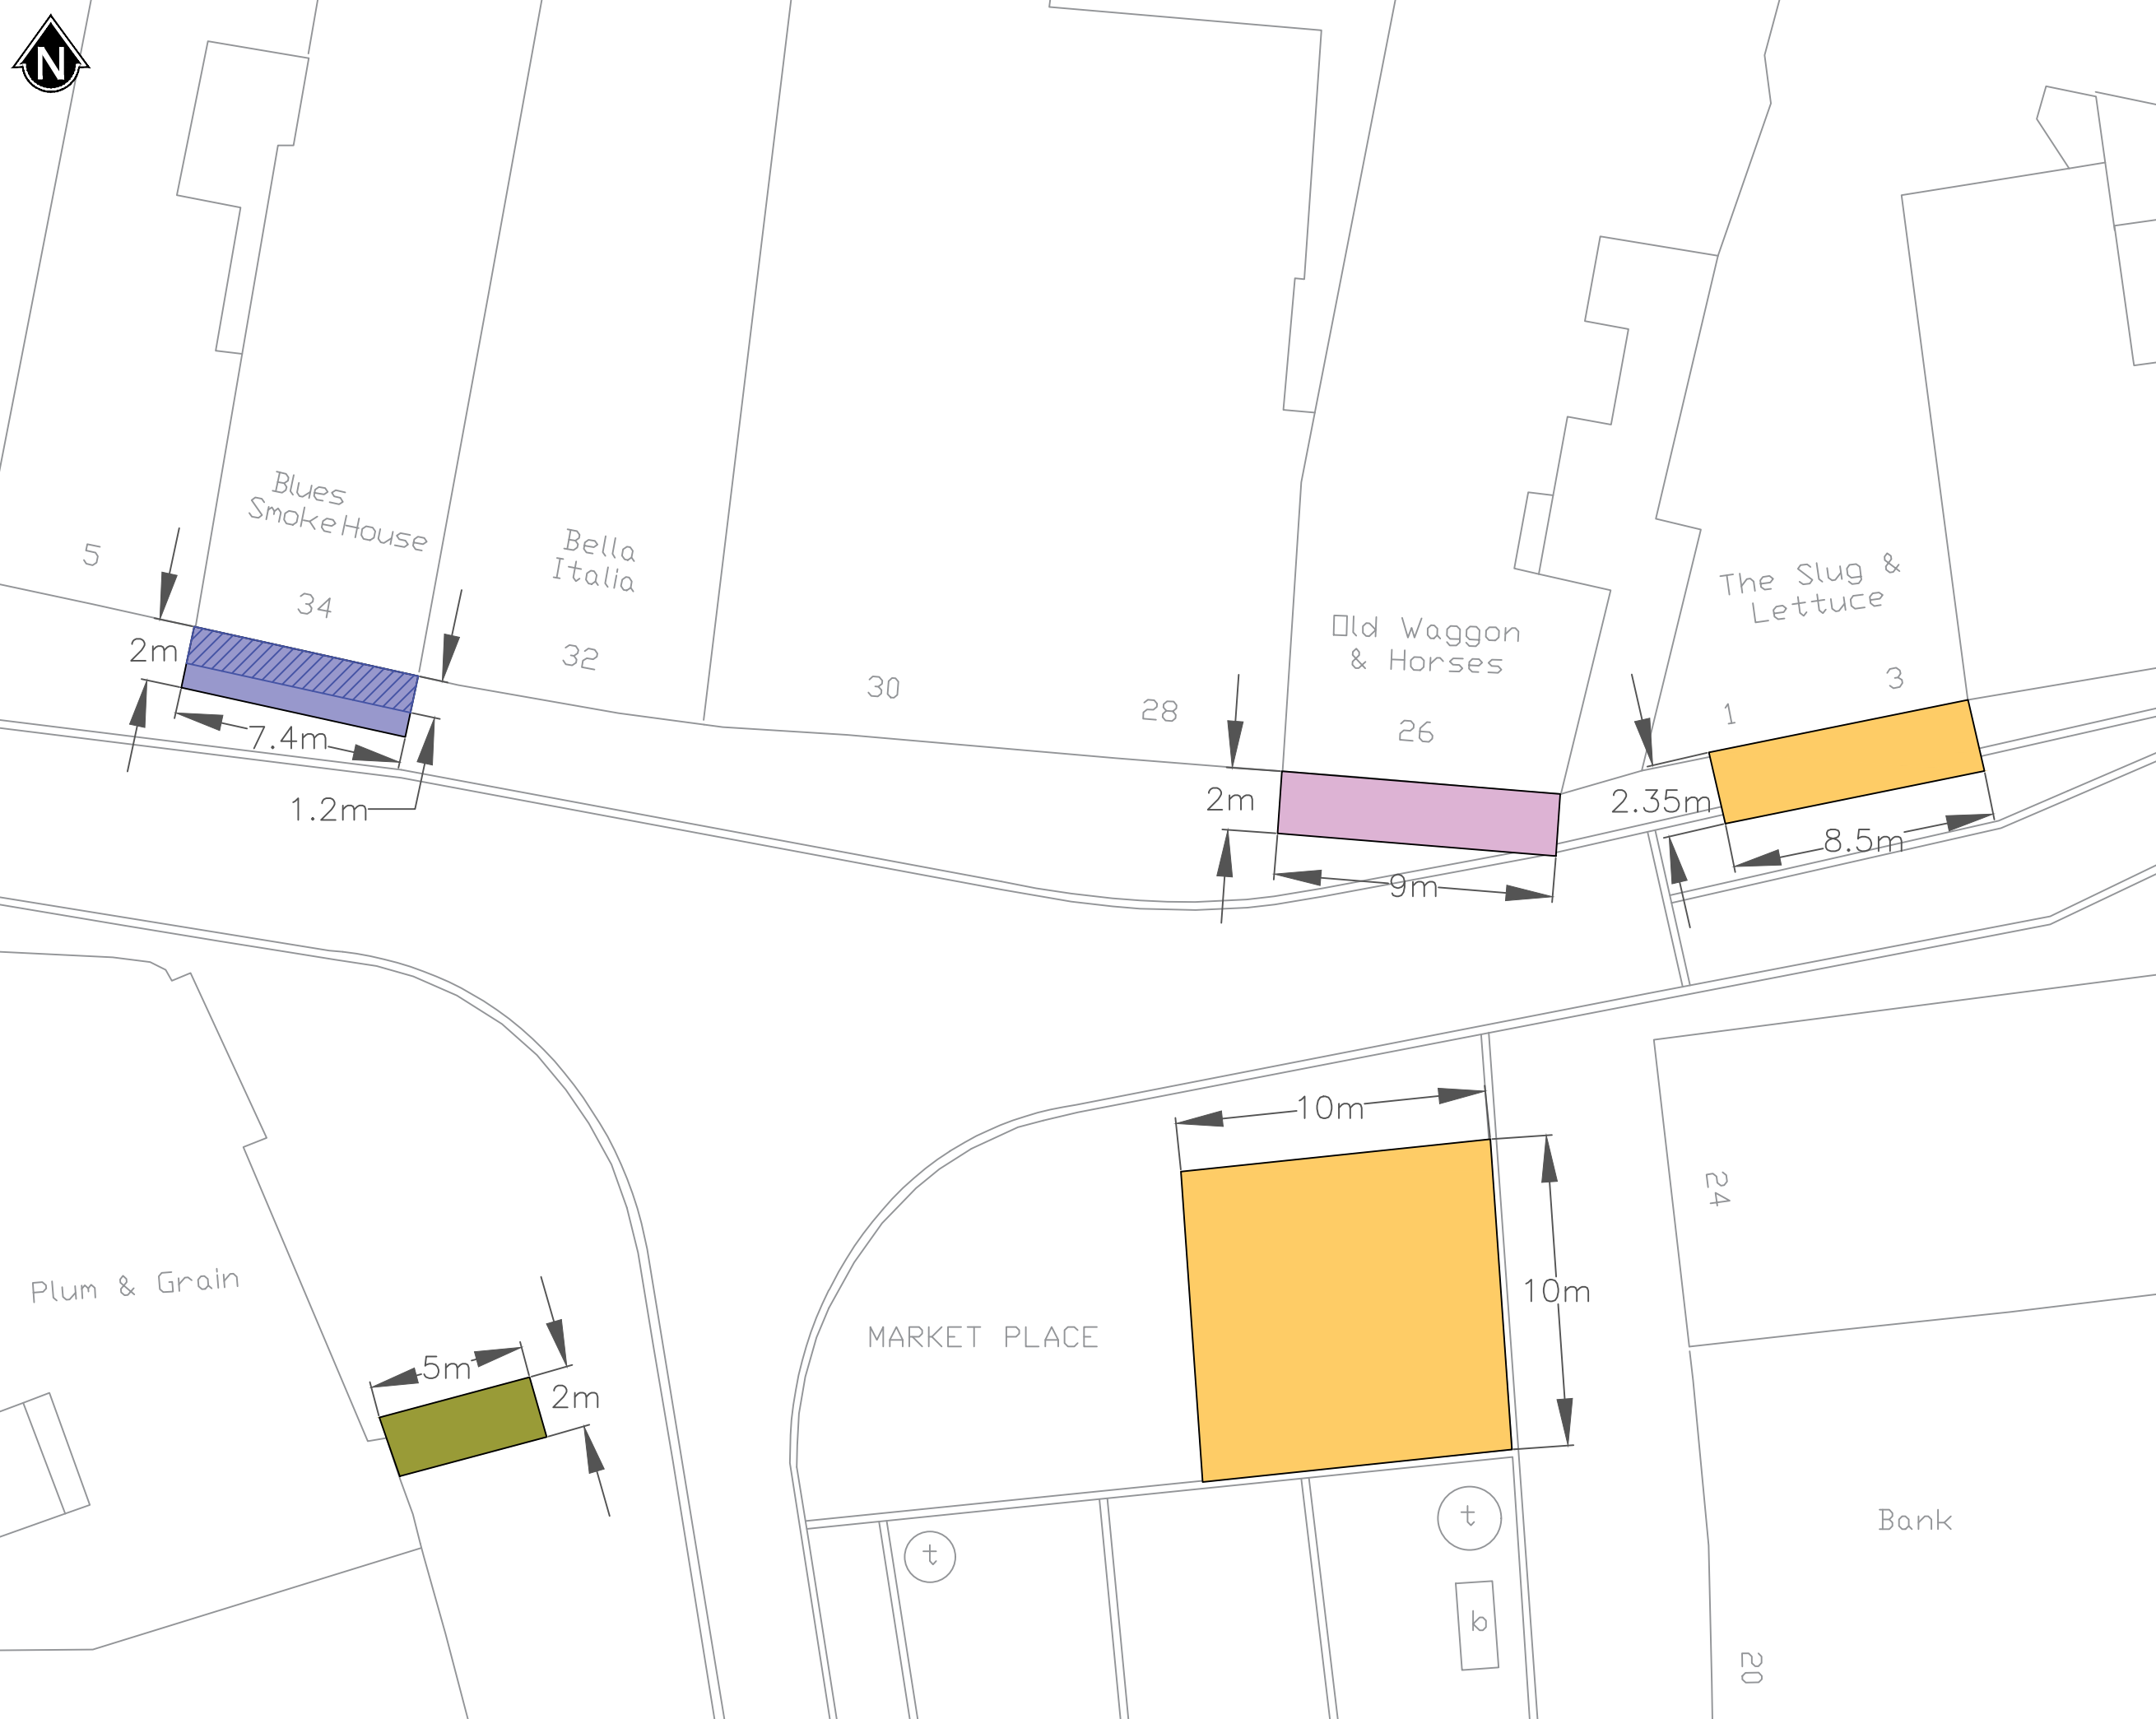 N
Blues
SmokeHouse
5
34
Bella
Italia
32
30
28
Old Waggon
& Horses
26
The Slug &
Lettuce
1
3
2m
7.4m
1.2m
2m
9m
2.35m
8.5m
10m
10m
24
MARKET PLACE
Plum & Grain
5m
2m
t
t
b
Bank
20